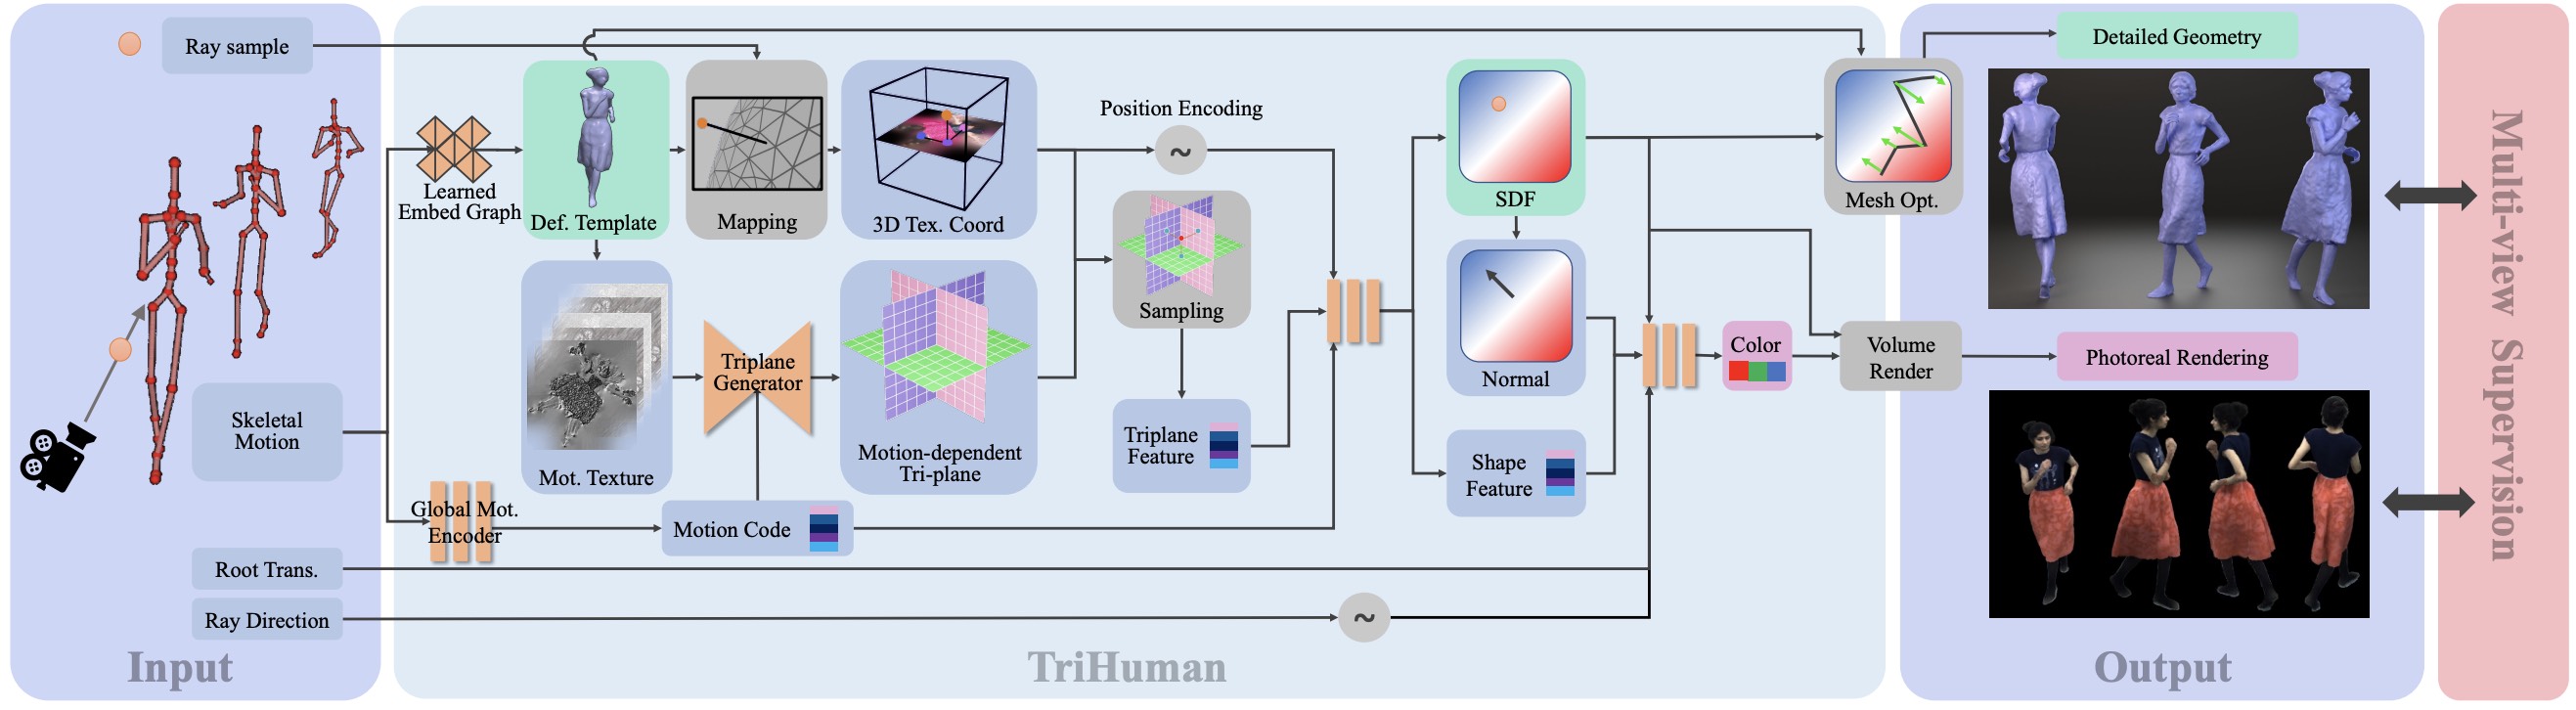 Ray sample
Skeletal
Motion
Root Trans.
Ray Direction
Input
Learned
Embed Graph
Def. Template
Mapping
3D Tex. Coord
Position Encoding
~
Sampling
Mot. Texture
Triplane
Generator
Motion-dependent
Tri-plane
Triplane
Feature
Global Mot.
Encoder
Motion Code
~
SDF
Normal
Shape
Feature
Color
Mesh Opt.
Volume
Render
TriHuman
Detailed Geometry
Photoreal Rendering
Output
Multi-view Supervision